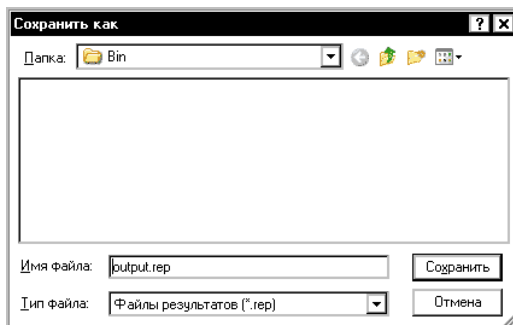 Сохранить как
Папка: Bin
Имя файла: output.rep
Сохранить
Тип файла: Файлы результатов (*.rep)
Отмена